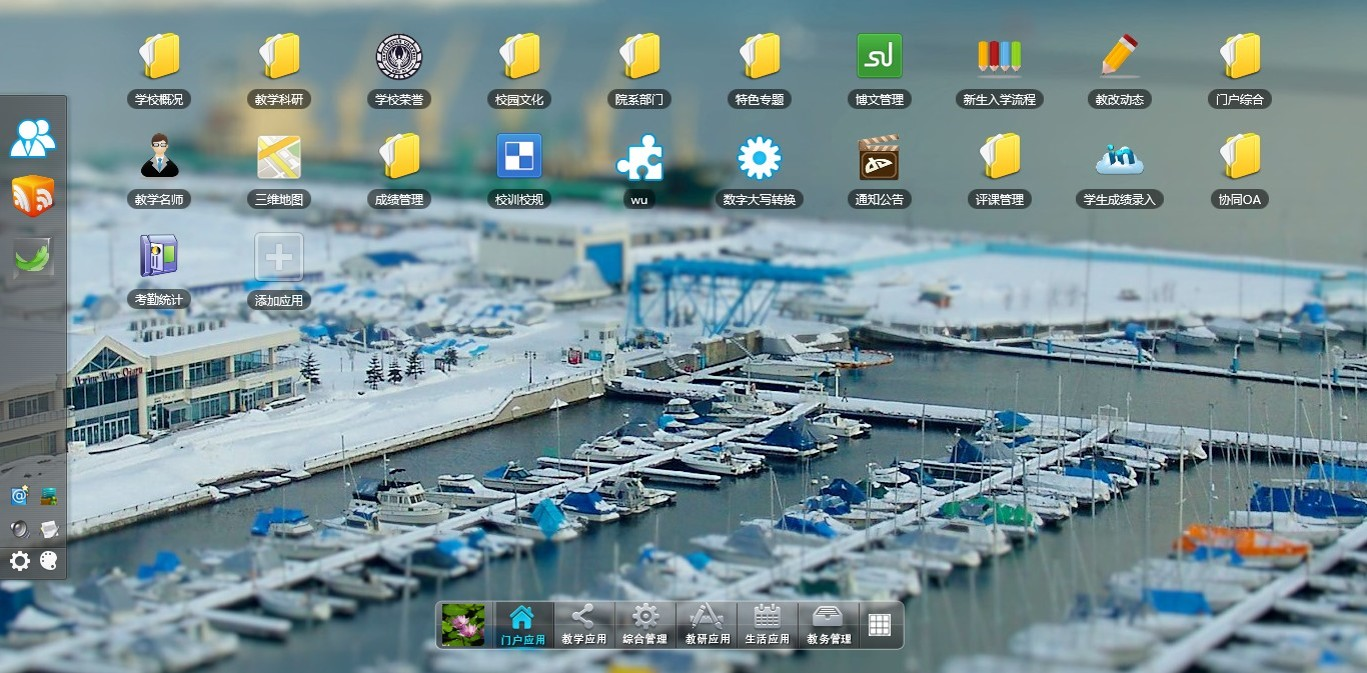 学校概况
教学科研
学校荣誉
校园文化
院系部门
特色专题
博文管理
新生入学流程
教改动态
门户综合
教学名师
三维地图
成绩管理
校训校规
wu
数字大写转换
通知公告
评课管理
学生成绩录入
协同OA
考勤统计
添加应用
门户应用
教学应用
综合管理
教研应用
生活应用
教务管理